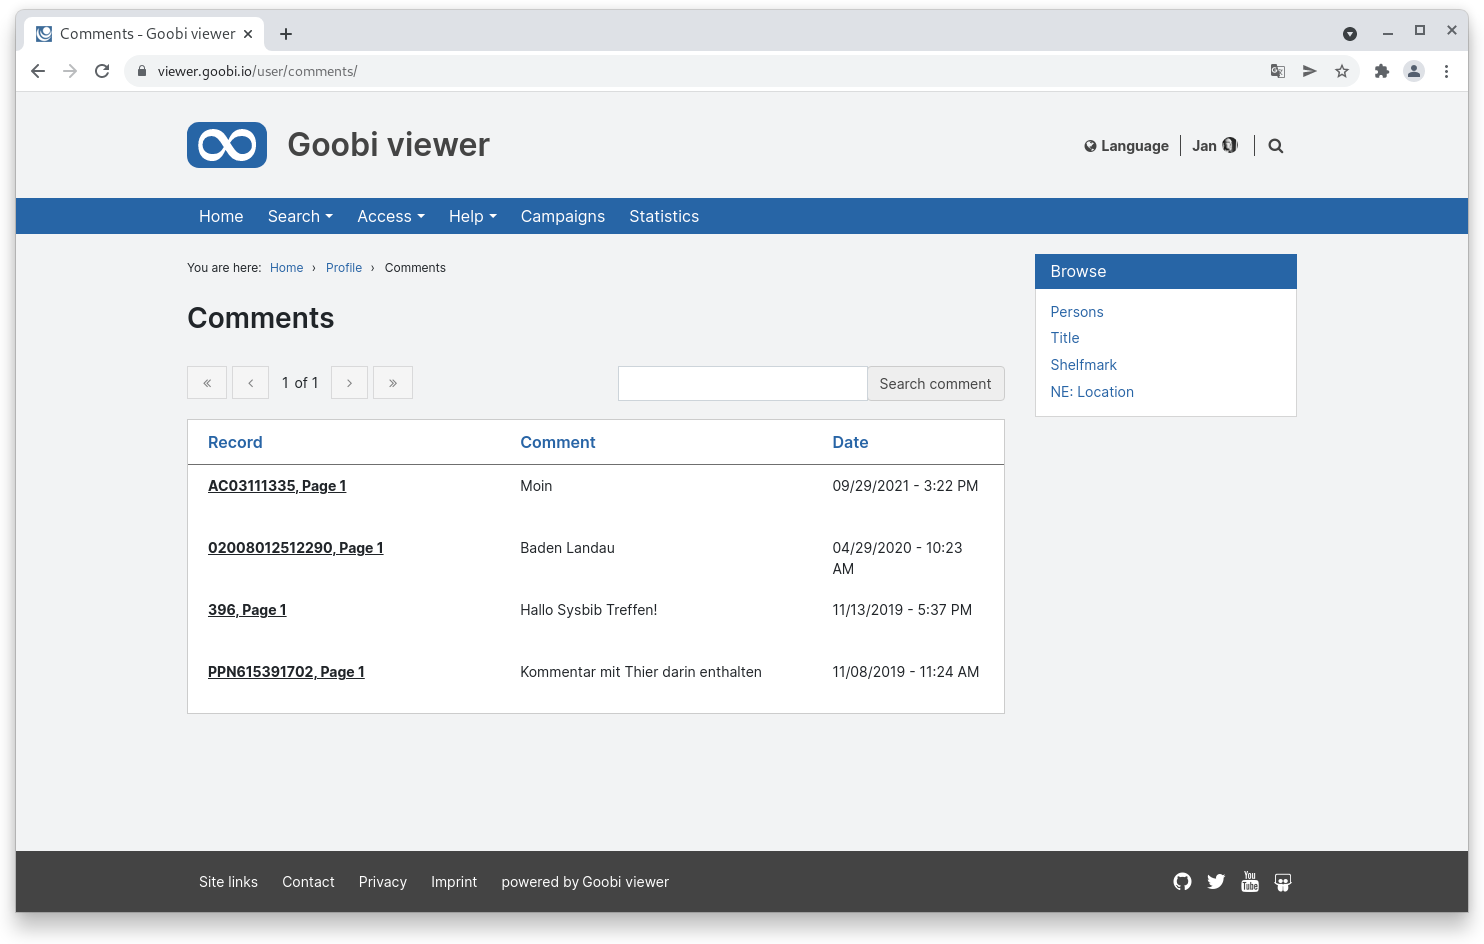 Comments - Goobi viewer
viewer.goobi.io/user/comments/
Goobi viewer
Language Jan
Home Search Access Help Campaigns Statistics
You are here: Home › Profile › Comments
Comments
« ‹ 1 of 1 › »
Search comment
Record Comment Date
AC03111335, Page 1 Moin 09/29/2021 - 3:22 PM
02008012512290, Page 1 Baden Landau 04/29/2020 - 10:23
AM
396, Page 1 Hallo Sysbib Treffen! 11/13/2019 - 5:37 PM
PPN615391702, Page 1 Kommentar mit Thier darin enthalten 11/08/2019 - 11:24 AM
Browse
Persons
Title
Shelfmark
NE: Location
Site links Contact Privacy Imprint powered by Goobi viewer
You
Tube